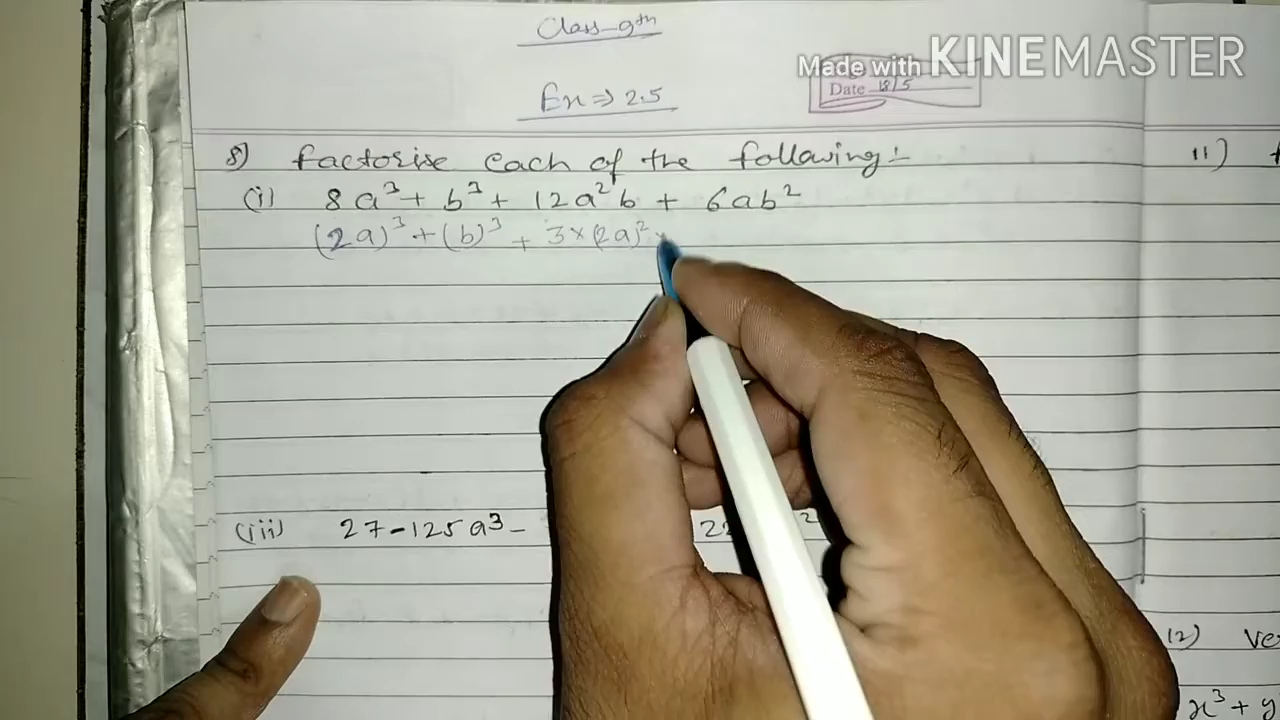 Class-9th
Made with KINEMASTER
Date 18/5
Ex ⇒ 2.5
8) factorise each of the following:-
(i) 8a³ + b³ + 12a²b + 6ab²
(2a)³ + (b)³ + 3×(2a)²×
(iii) 27-125a³-
11)
12) Ve
x³ + y